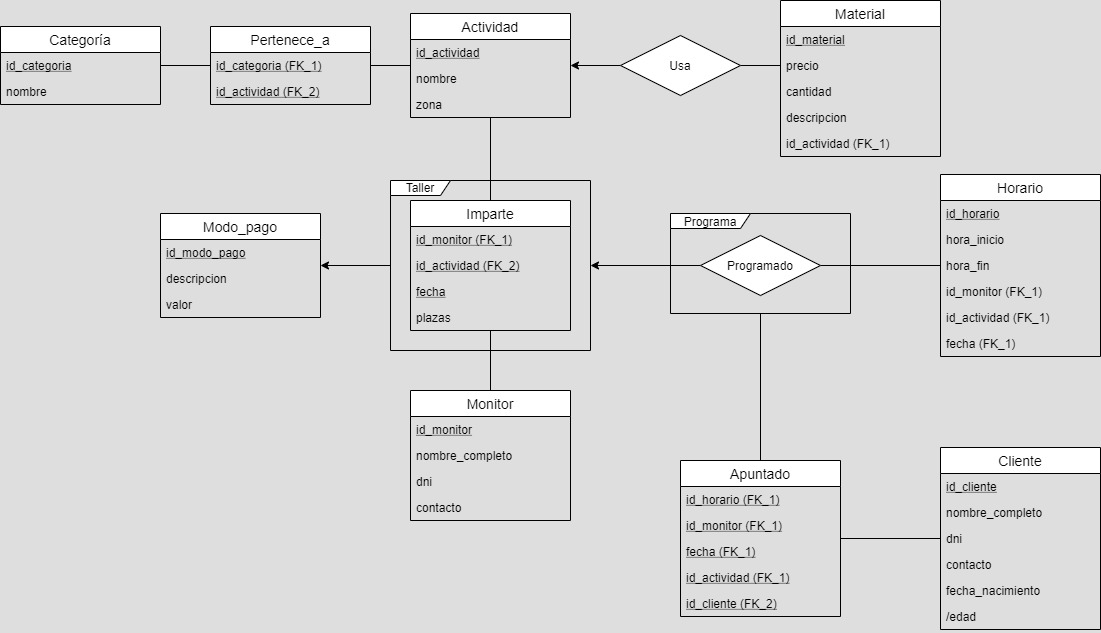 Categoría
id_categoria
nombre
Pertenece_a
id_categoria (FK_1)
id_actividad (FK_2)
Actividad
id_actividad
nombre
zona
Usa
Material
id_material
precio
cantidad
descripcion
id_actividad (FK_1)
Modo_pago
id_modo_pago
descripcion
valor
Taller
Imparte
id_monitor (FK_1)
id_actividad (FK_2)
fecha
plazas
Programa
Programado
Horario
id_horario
hora_inicio
hora_fin
id_monitor (FK_1)
id_actividad (FK_1)
fecha (FK_1)
Monitor
id_monitor
nombre_completo
dni
contacto
Apuntado
id_horario (FK_1)
id_monitor (FK_1)
fecha (FK_1)
id_actividad (FK_1)
id_cliente (FK_2)
Cliente
id_cliente
nombre_completo
dni
contacto
fecha_nacimiento
/edad